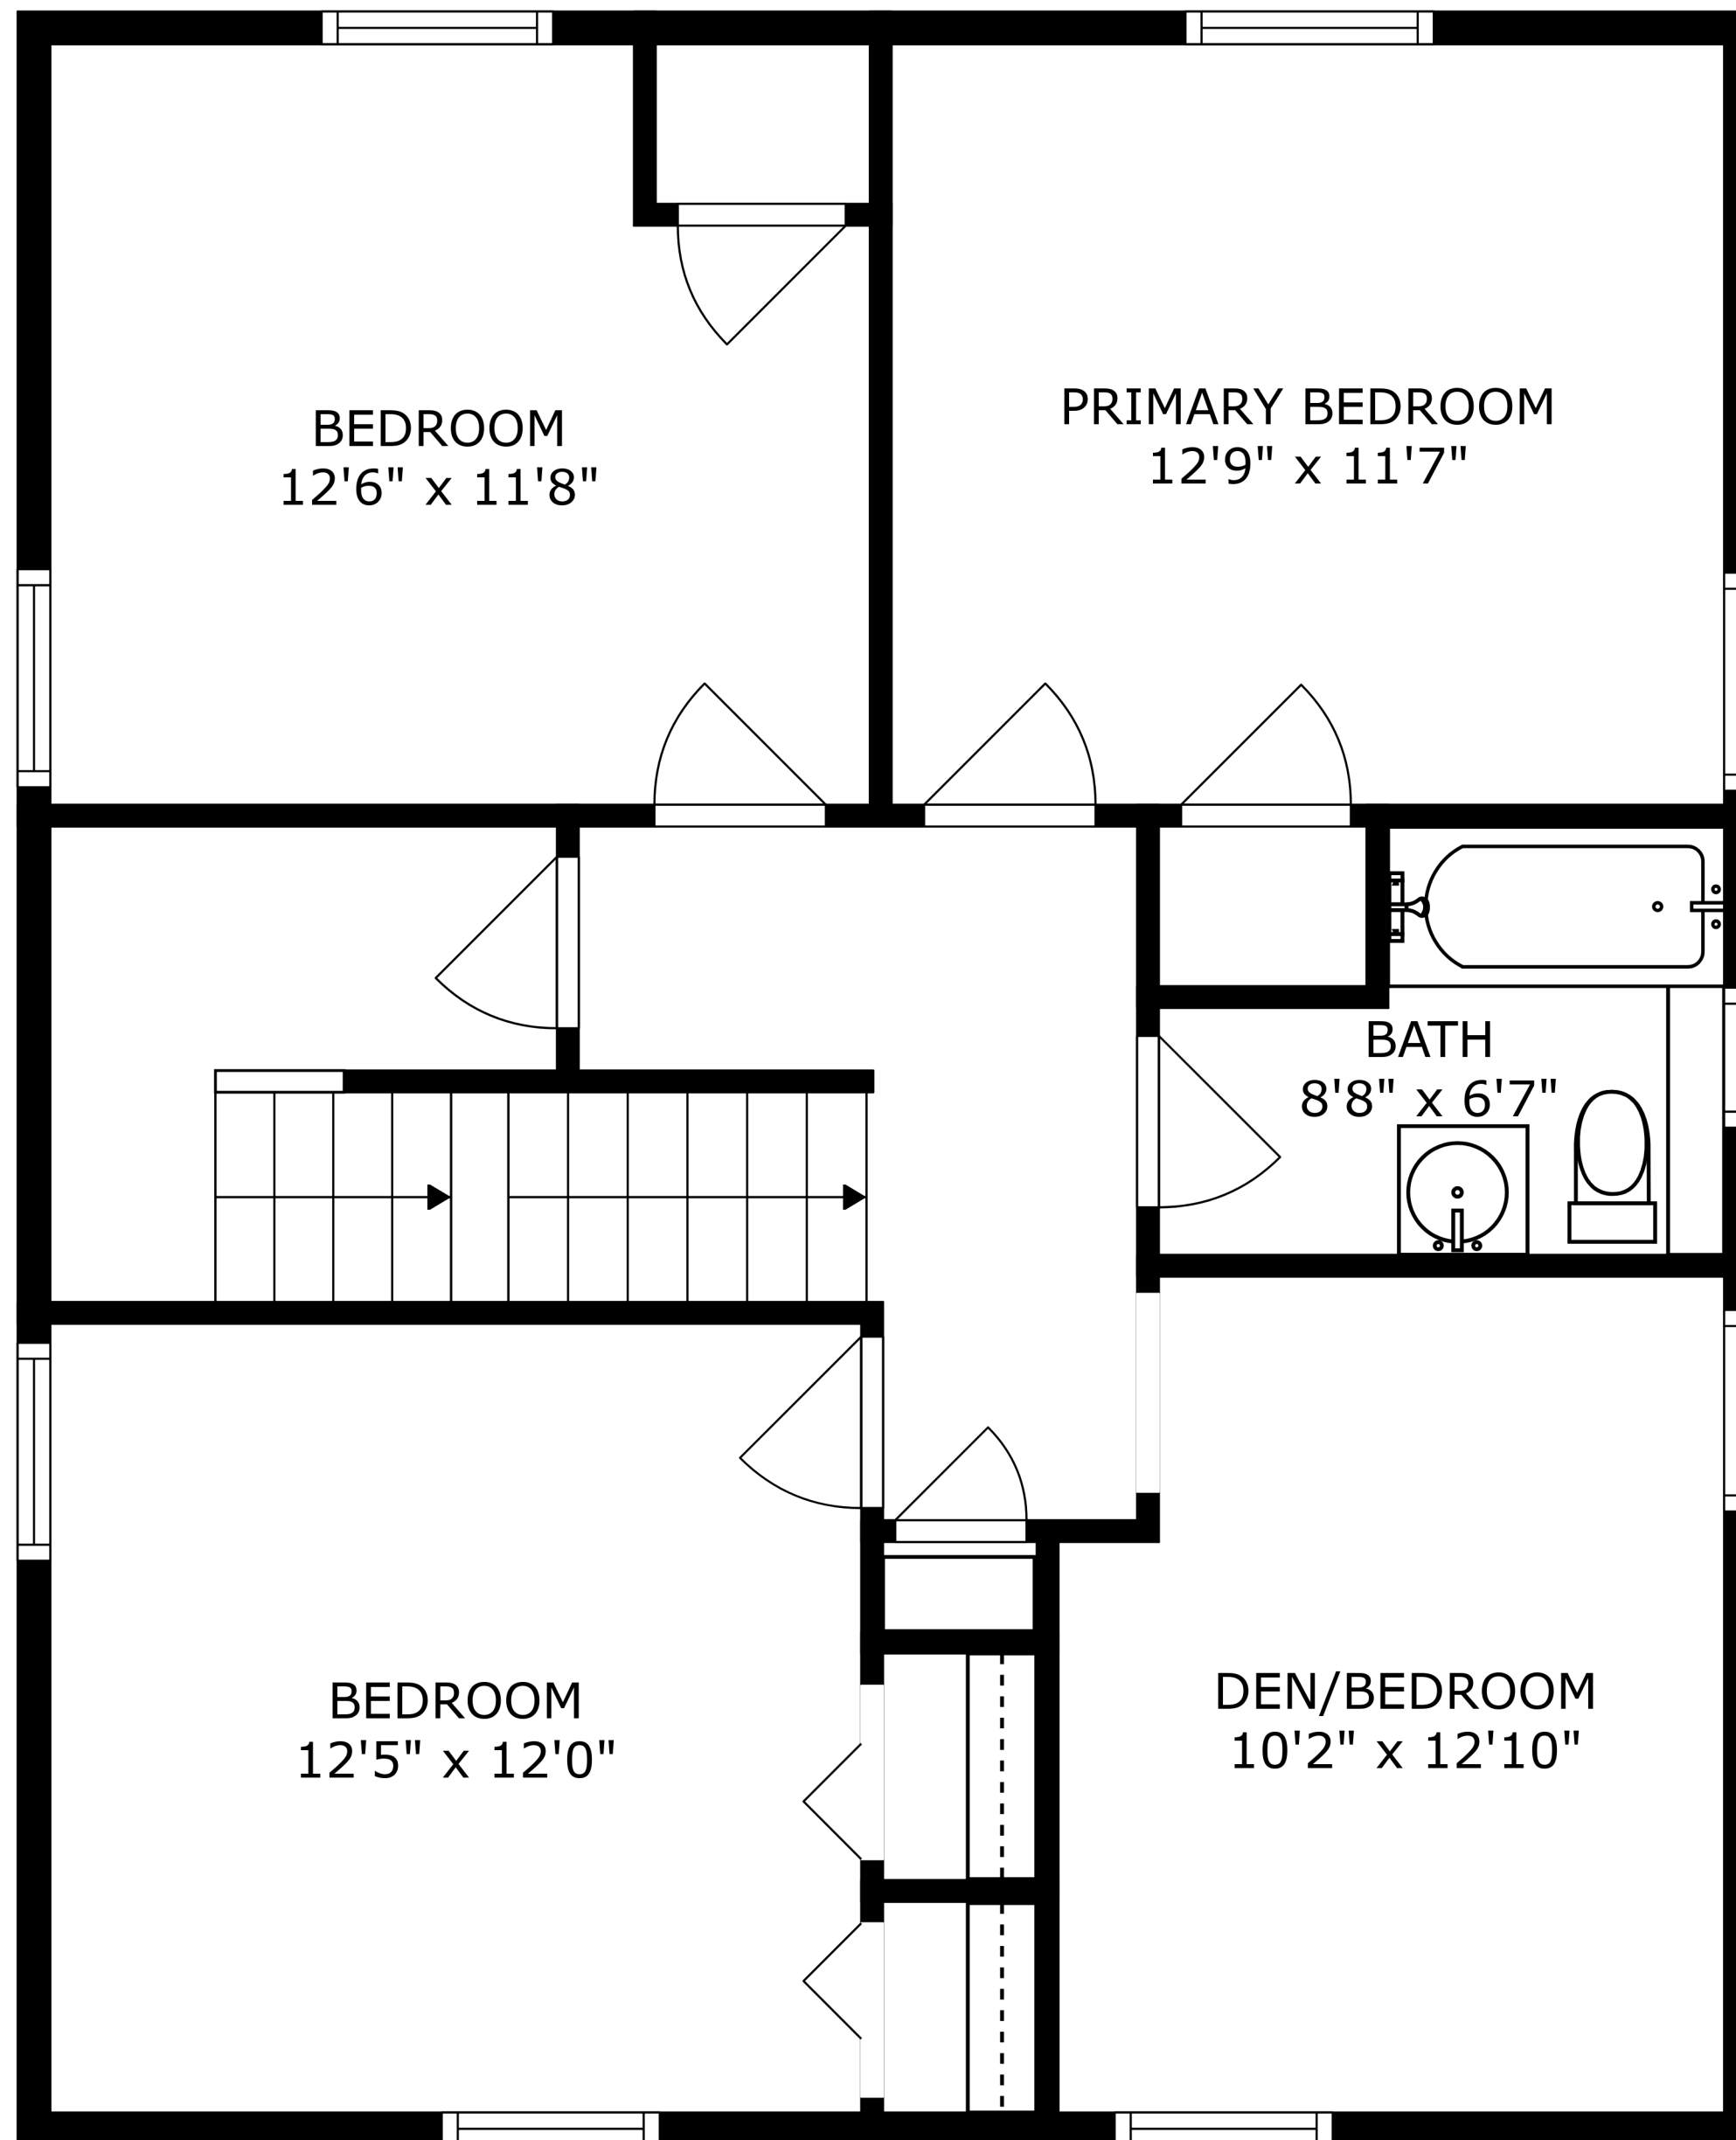 BEDROOM
12'6" x 11'8"
PRIMARY BEDROOM
12'9" x 11'7"
BATH
8'8" x 6'7"
BEDROOM
12'5" x 12'0"
DEN/BEDROOM
10'2" x 12'10"